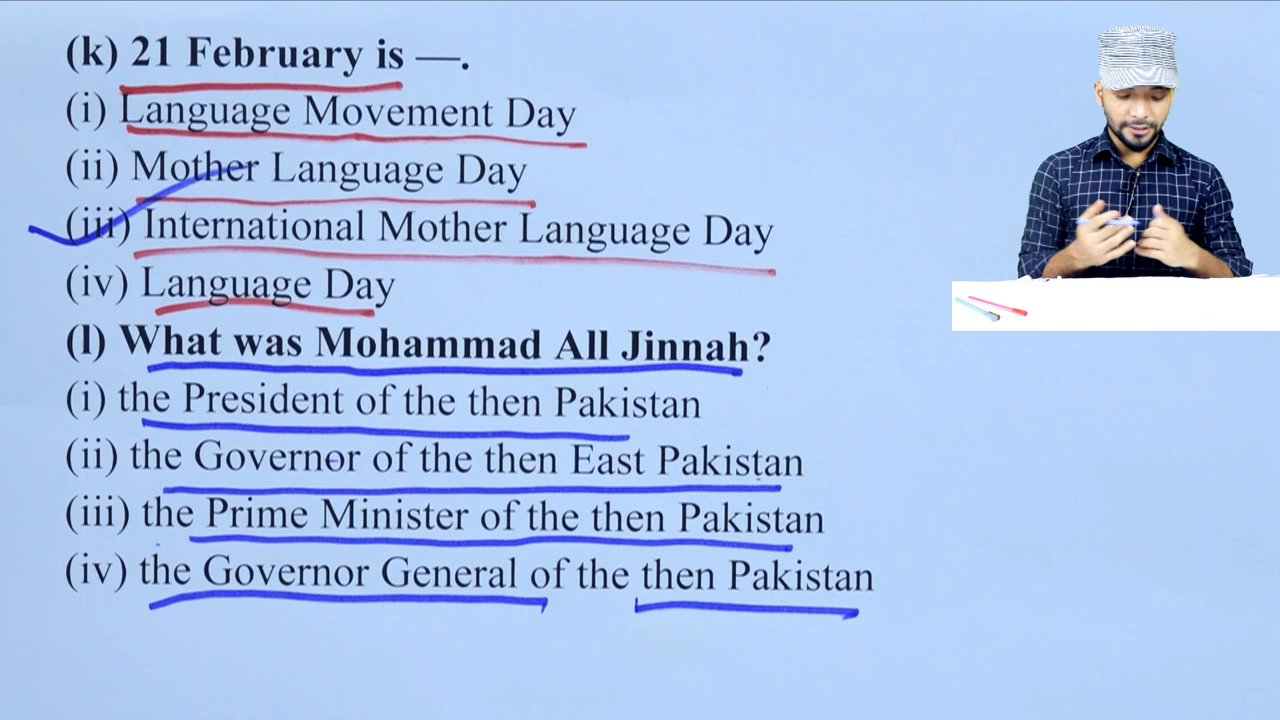 (k) 21 February is —.
(i) Language Movement Day
(ii) Mother Language Day
(iii) International Mother Language Day
(iv) Language Day
(l) What was Mohammad All Jinnah?
(i) the President of the then Pakistan
(ii) the Governor of the then East Pakistan
(iii) the Prime Minister of the then Pakistan
(iv) the Governor General of the then Pakistan